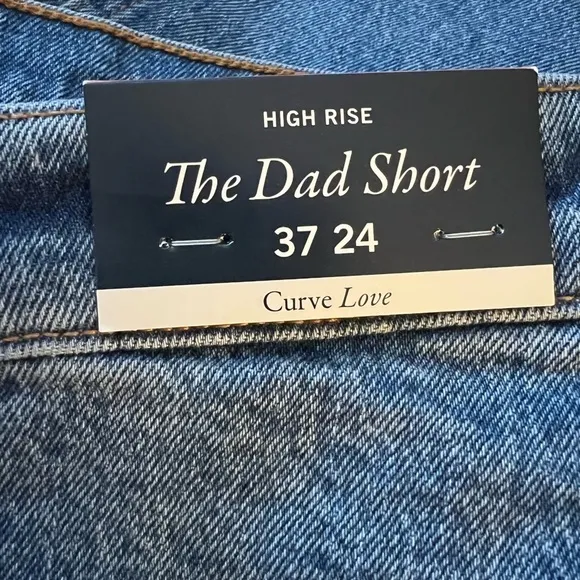 HIGH RISE
The Dad Short
37 24
Curve Love